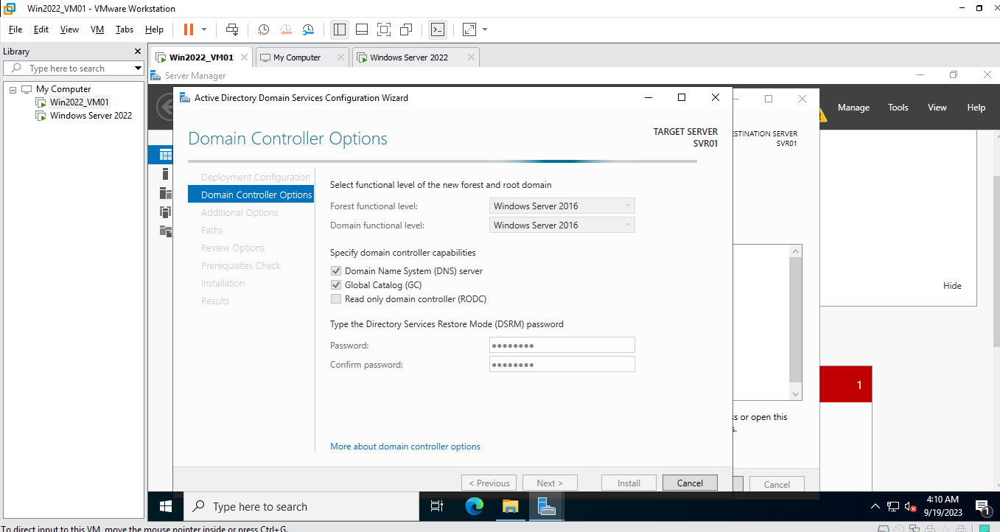 Win2022_VM01 - VMware Workstation
File Edit View VM Tabs Help
Library
Win2022_VM01 My Computer Windows Server 2022
Type here to search
Server Manager
My Computer
Win2022_VM01
Windows Server 2022
Manage Tools View Help
Active Directory Domain Services Configuration Wizard
Domain Controller Options
TARGET SERVER
SVR01
ESTINATION SERVER
SVR01
Deployment Configuration
Domain Controller Options
Additional Options
Paths
Review Options
Prerequisites Check
Installation
Results
Select functional level of the new forest and root domain
Forest functional level: Windows Server 2016
Domain functional level: Windows Server 2016
Specify domain controller capabilities
Domain Name System (DNS) server
Global Catalog (GC)
Read only domain controller (RODC)
Type the Directory Services Restore Mode (DSRM) password
Password: ●●●●●●●●
Confirm password: ●●●●●●●●
More about domain controller options
< Previous Next > Install Cancel
Hide
1
ss or open this
s.
Cancel
Type here to search
4:10 AM
9/19/2023
1
To direct input to this VM, move the mouse pointer inside or press Ctrl+G.